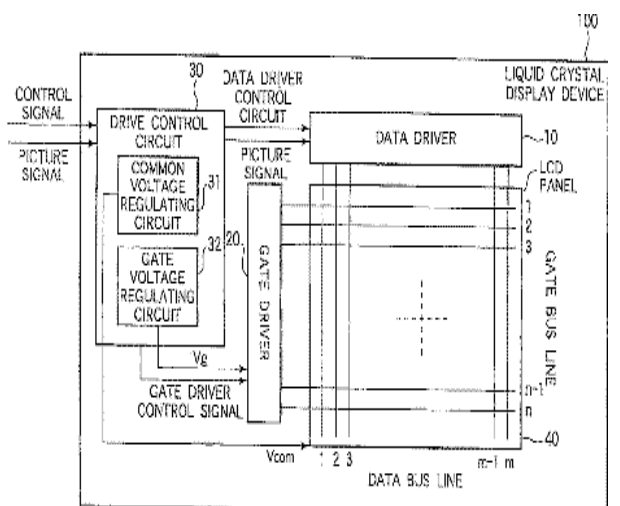 100
30
LIQUID CRYSTAL
DISPLAY DEVICE
DATA DRIVER
CONTROL
CIRCUIT
CONTROL
SIGNAL
PICTURE
SIGNAL
DRIVE CONTROL
CIRCUIT
DATA DRIVER
10
PICTURE
SIGNAL
LCD
PANEL
COMMON
VOLTAGE
REGULATING
CIRCUIT
31
GATE
VOLTAGE
REGULATING
CIRCUIT
32
20
GATE DRIVER
1
2
3
GATE BUS LINE
n-1
n
Vg
GATE DRIVER
CONTROL SIGNAL
40
Vcom
1 2 3
m-1 m
DATA BUS LINE